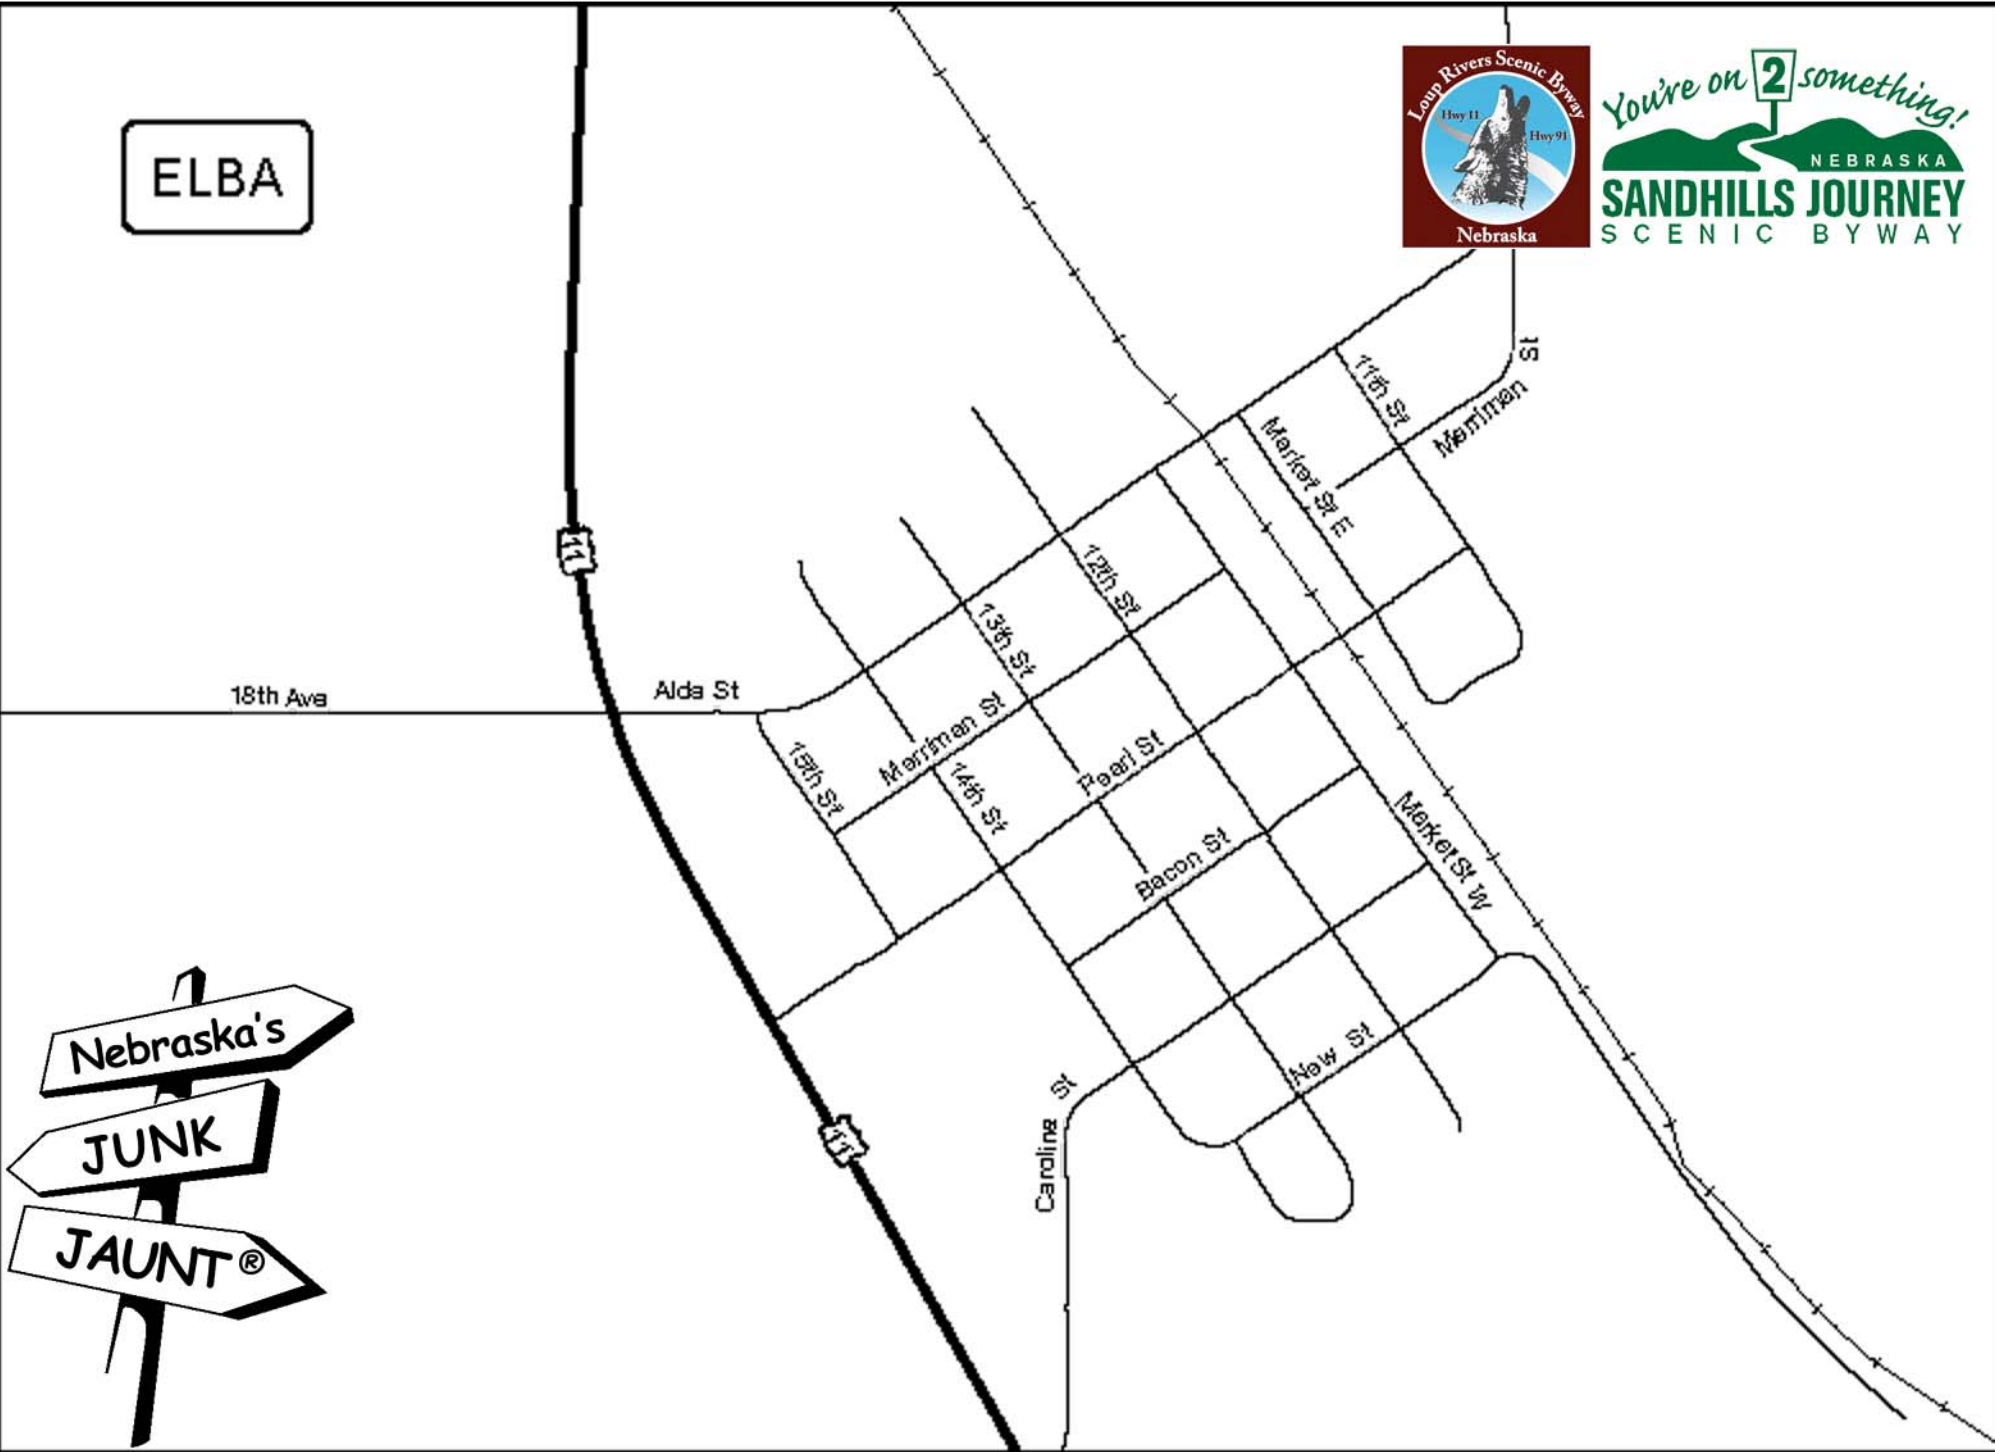 ELBA
Loup Rivers Scenic Byway
Hwy 11
Hwy 91
Nebraska
You're on 2 something!
NEBRASKA
SANDHILLS JOURNEY
SCENIC BYWAY
11th St
Merriman St
Market St E
12th St
13th St
11
18th Ave
Alda St
15th St
Merriman St
14th St
Pearl St
Bacon St
Market St W
New St
Caroline St
11
Nebraska's
JUNK
JAUNT®